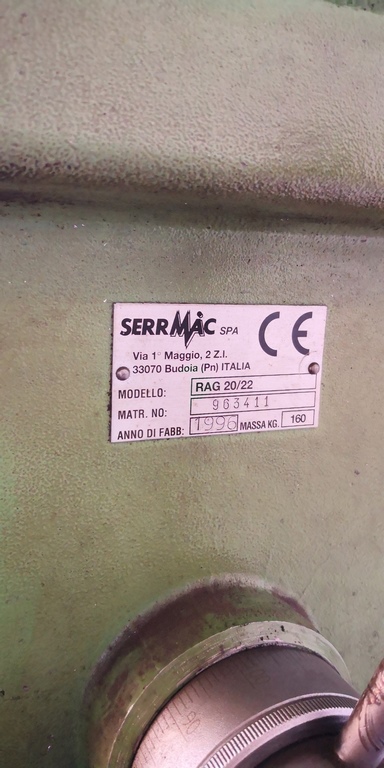 SERRMAC SPA CE
Via 1° Maggio, 2 Z.I.
33070 Budoia (Pn) ITALIA
MODELLO: RAG 20/22
MATR. NO: 963411
ANNO DI FABB: 1996 MASSA KG. 160